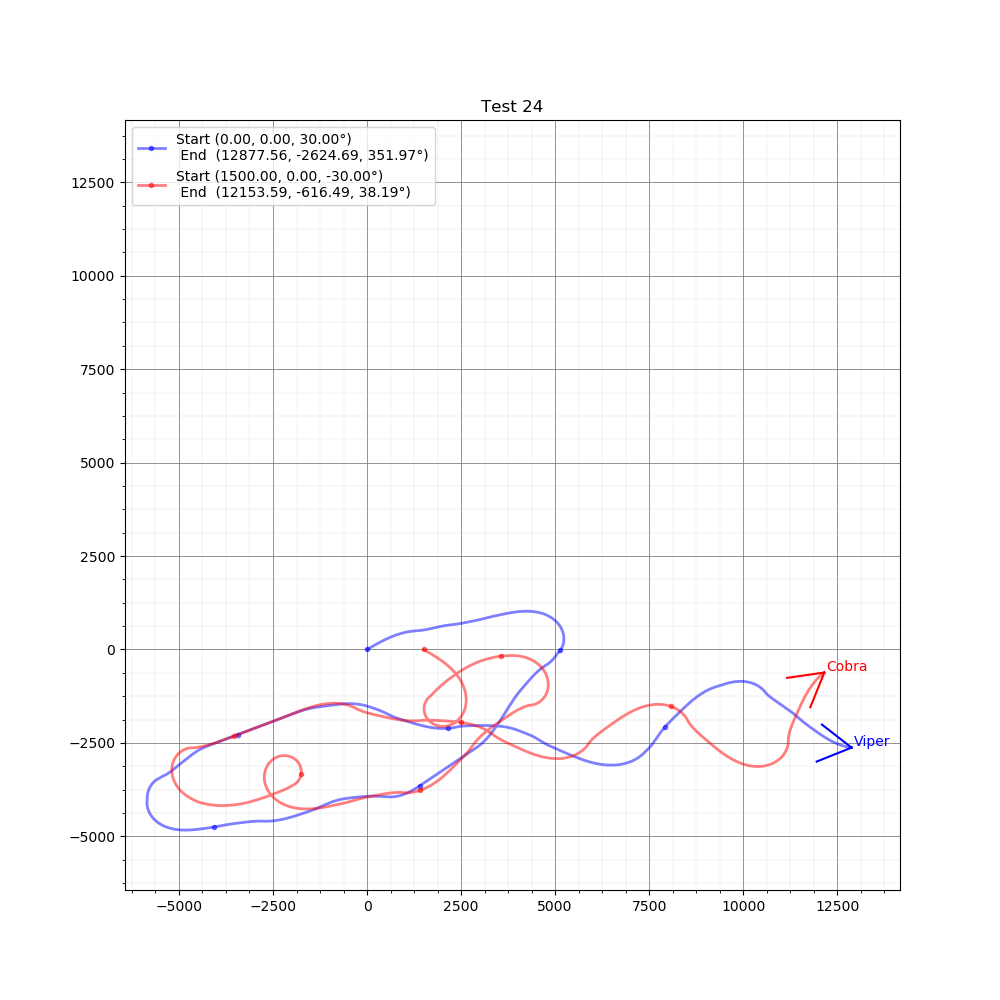 Test 24
Start (0.00, 0.00, 30.00°)
End (12877.56, -2624.69, 351.97°)
Start (1500.00, 0.00, -30.00°)
End (12153.59, -616.49, 38.19°)
12500
10000
7500
5000
2500
0
−2500
−5000
Cobra
Viper
−5000 −2500 0 2500 5000 7500 10000 12500